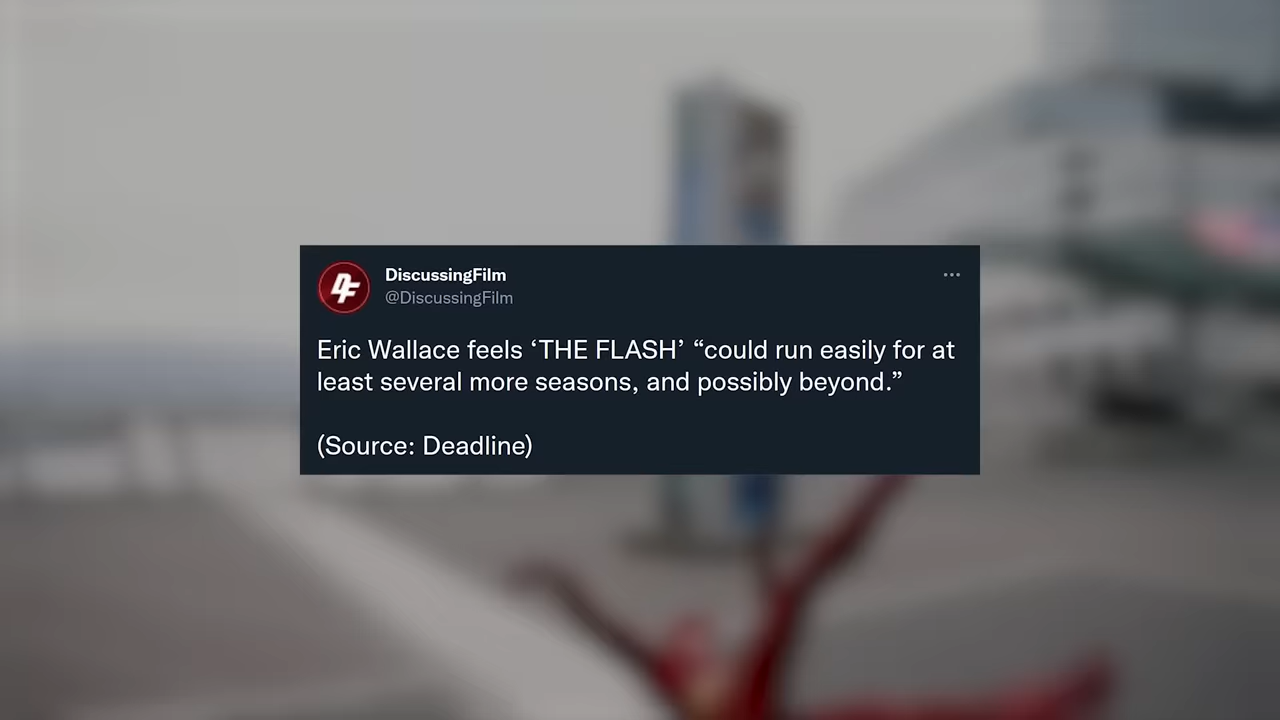 DiscussingFilm
@DiscussingFilm
Eric Wallace feels ‘THE FLASH’ “could run easily for at
least several more seasons, and possibly beyond.”
(Source: Deadline)